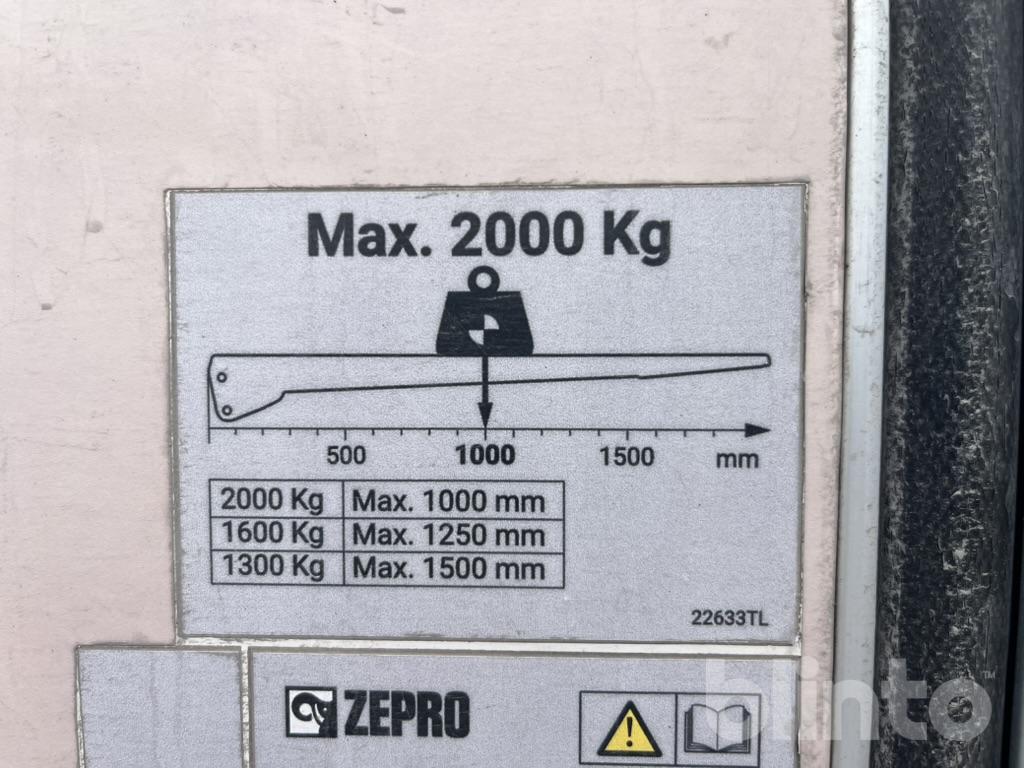 Max. 2000 Kg
500 1000 1500 mm
2000 Kg Max. 1000 mm
1600 Kg Max. 1250 mm
1300 Kg Max. 1500 mm
22633TL
ZEPRO
blinto™